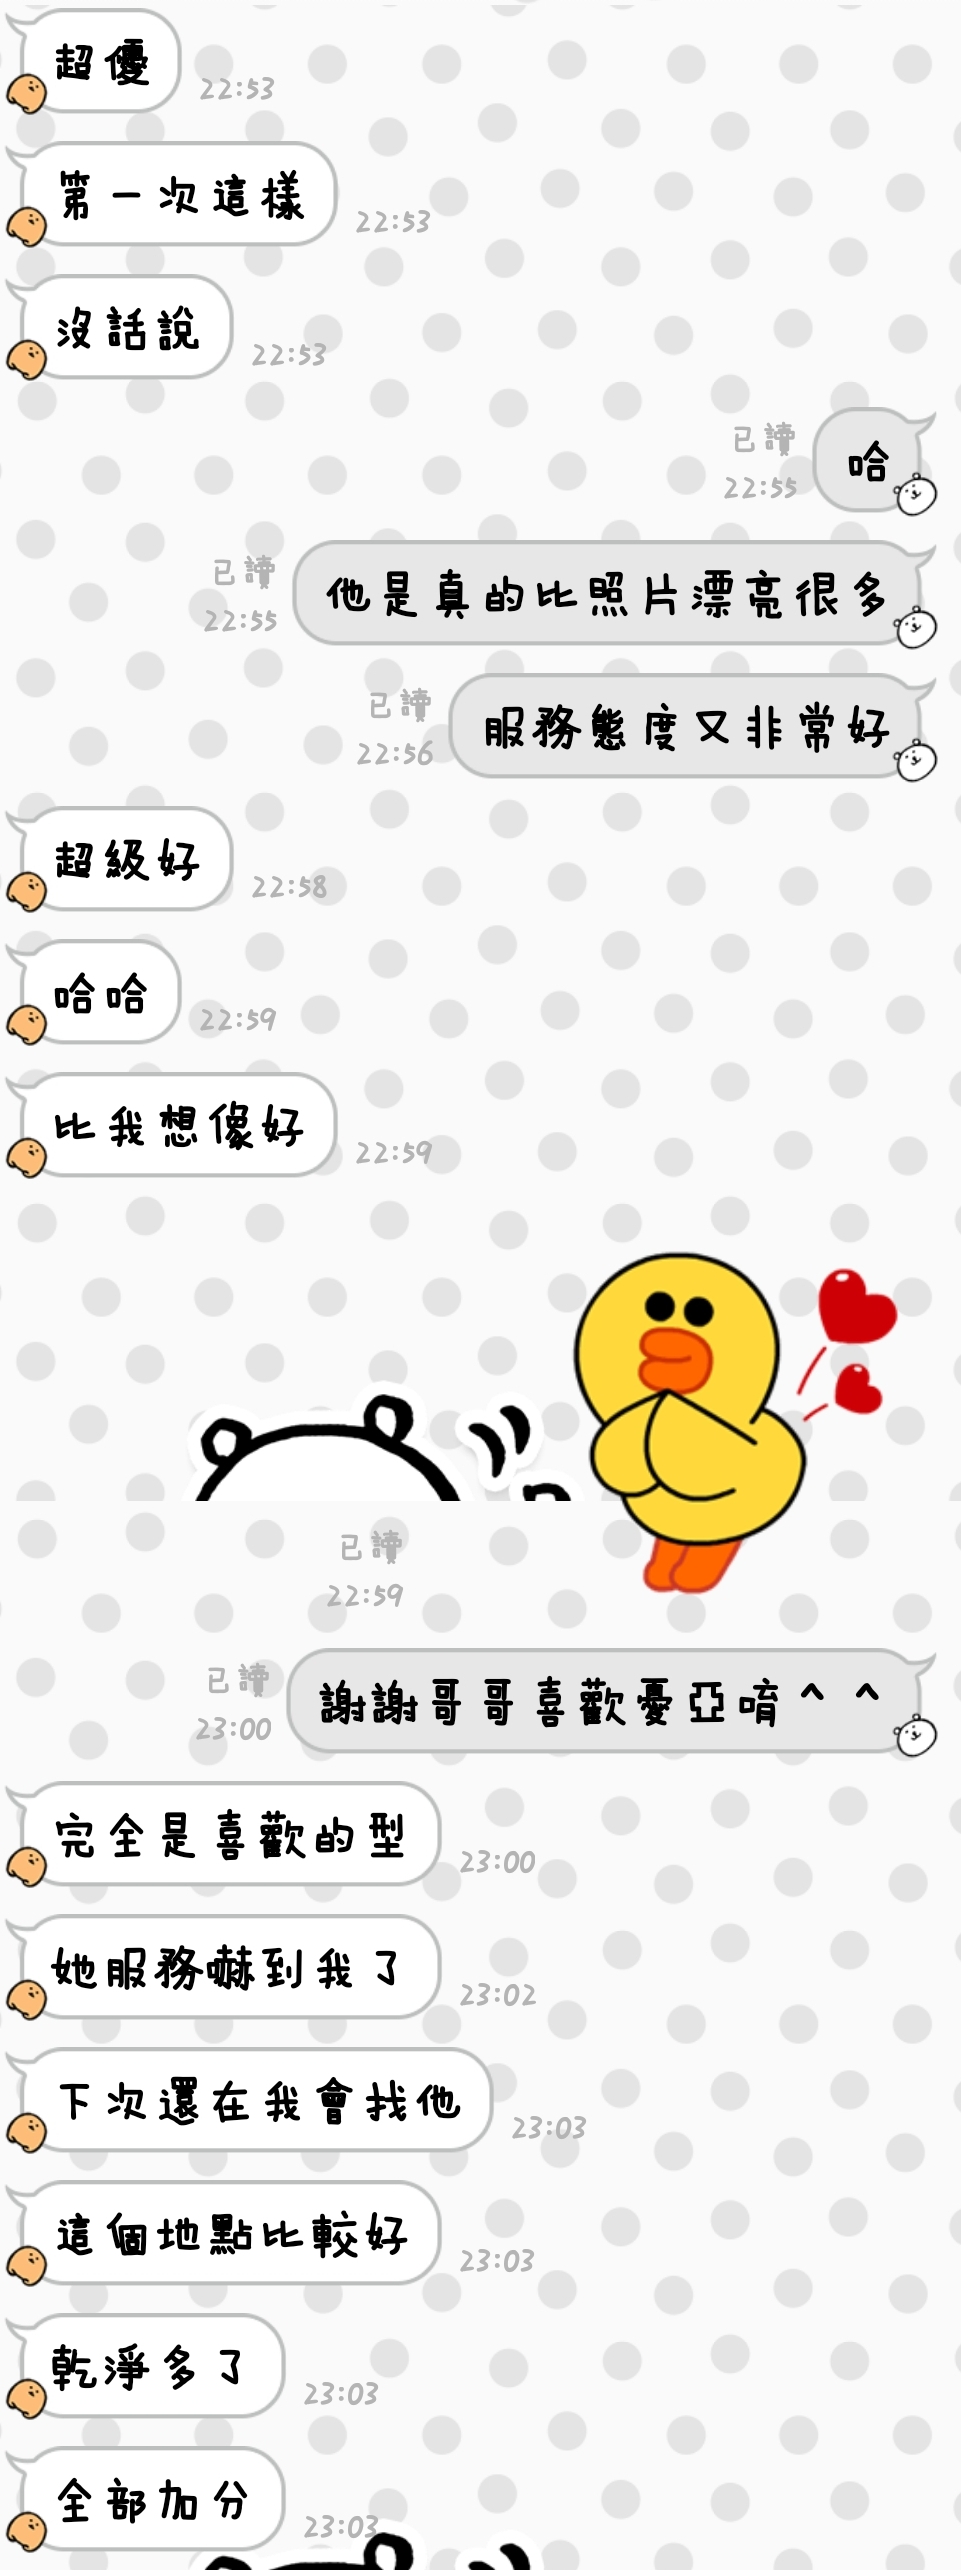 超優
22:53
第一次這樣
22:53
沒話說
22:53
已讀
22:55
哈
已讀
22:55
他是真的比照片漂亮很多
已讀
22:56
服務態度又非常好
超級好
22:58
哈哈
22:59
比我想像好
22:59
已讀
22:59
已讀
23:00
謝謝哥哥喜歡憂亞唷^^
完全是喜歡的型
23:00
她服務嚇到我了
23:02
下次還在我會找他
23:03
這個地點比較好
23:03
乾淨多了
23:03
全部加分
23:03